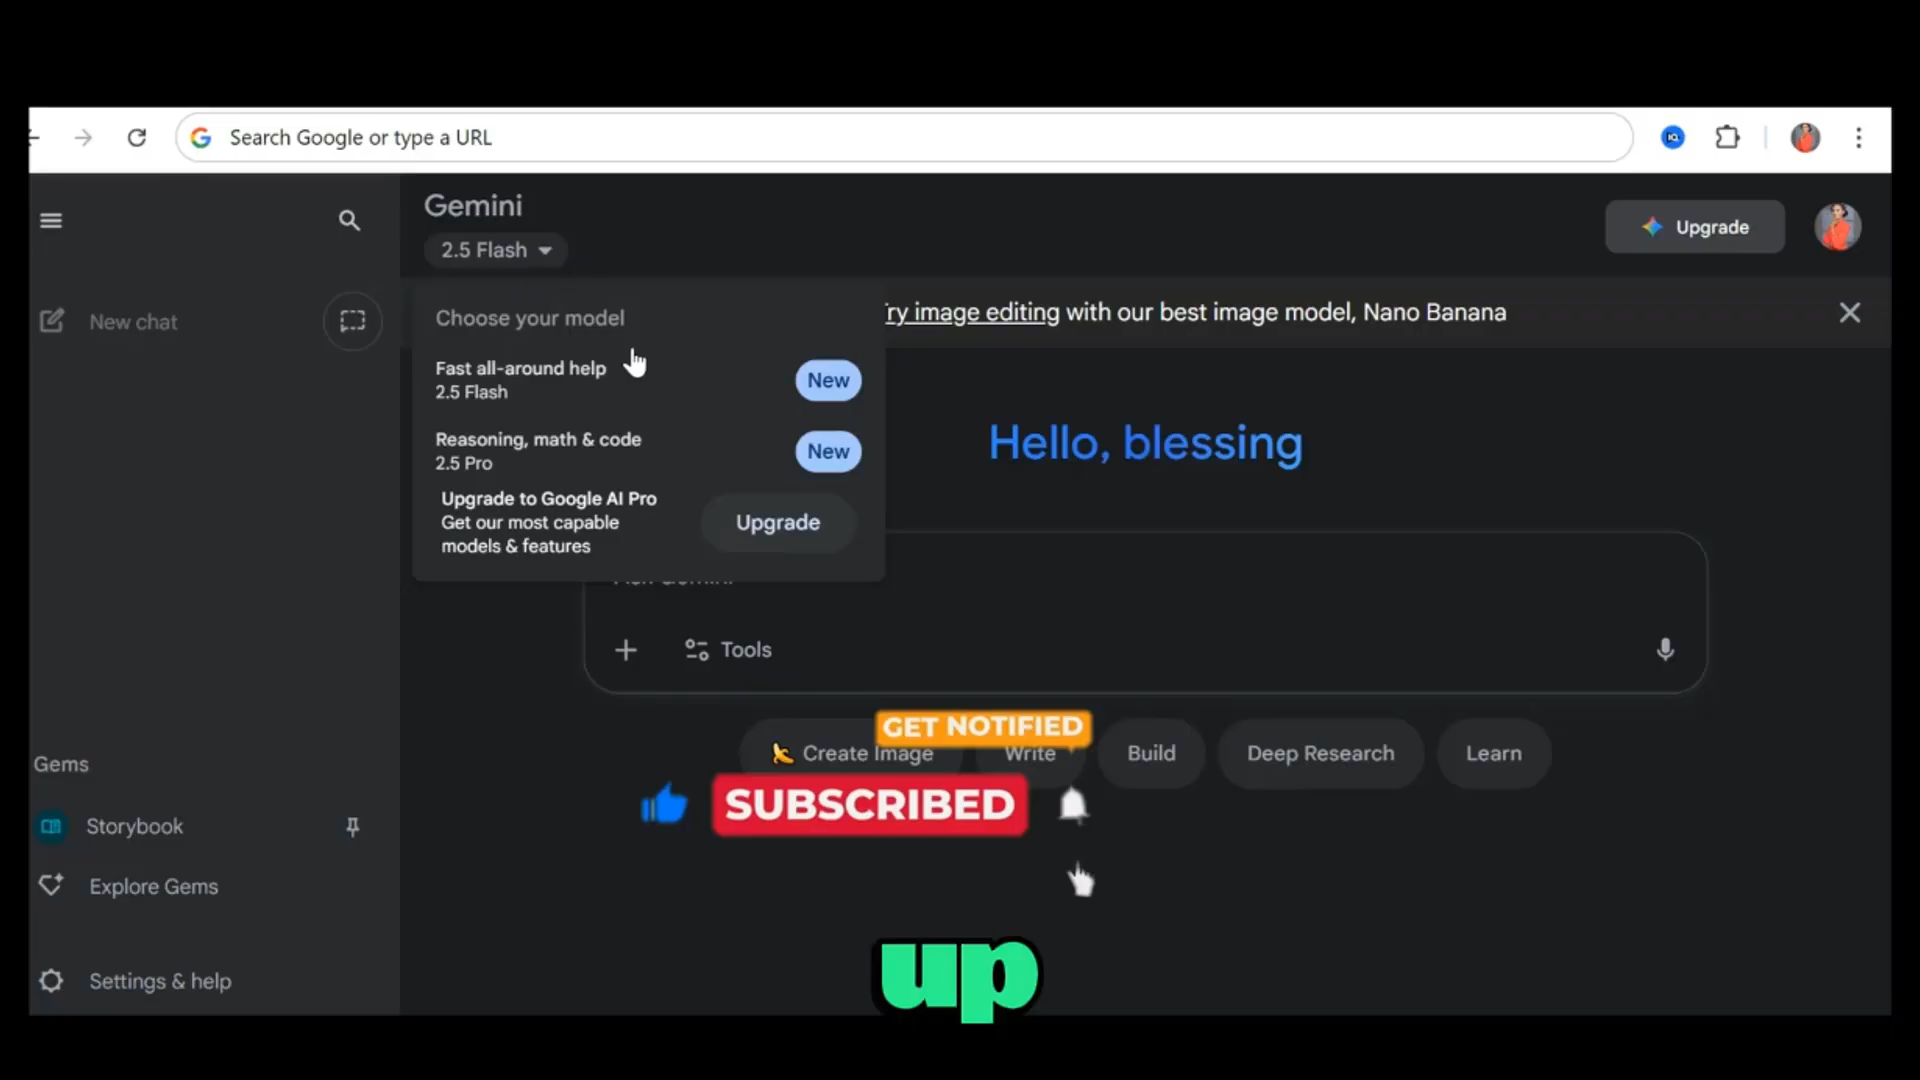 Search Google or type a URL
Gemini
2.5 Flash
Upgrade
New chat
Choose your model
Fast all-around help
2.5 Flash
New
Reasoning, math & code
2.5 Pro
New
Upgrade to Google AI Pro
Get our most capable
models & features
Upgrade
ry image editing with our best image model, Nano Banana
Hello, blessing
Tools
GET NOTIFIED
Create Image
Write
Build
Deep Research
Learn
SUBSCRIBED
Gems
Storybook
Explore Gems
Settings & help
up